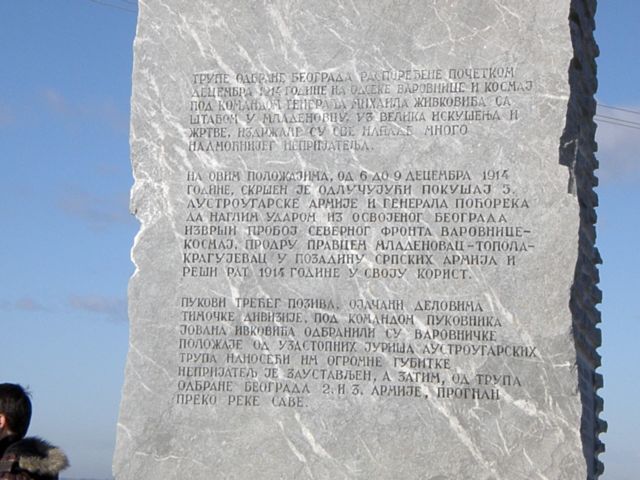 ТРУПЕ ОДБРАНЕ БЕОГРАДА РАСПОРЕЂЕНЕ ПОЧЕТКОМ
ДЕЦЕМБРА 1914 ГОДИНЕ НА ОДСЕКЕ ВАРОВНИЦЕ И КОСМАЈ
ПОД КОМАНДОМ ГЕНЕРАЛА МИХАИЛА ЖИВКОВИЋА СА
ШТАБОМ У МЛАДЕНОВЦУ, УЗ ВЕЛИКА ИСКУШЕЊА И
ЖРТВЕ, ИЗДРЖАЛЕ СУ СВЕ НАПАДЕ МНОГО
НАДМОЋНИЈЕГ НЕПРИЈАТЕЉА.
НА ОВИМ ПОЛОЖАЈИМА, ОД 6 ДО 9 ДЕЦЕМБРА 1914
ГОДИНЕ, СКРШЕН ЈЕ ОДЛУЧУЈУЋИ ПОКУШАЈ 5.
АУСТРОУГАРСКЕ АРМИЈЕ И ГЕНЕРАЛА ПОЋОРЕКА
ДА НАГЛИМ УДАРОМ ИЗ ОСВОЈЕНОГ БЕОГРАДА
ИЗВРШИ ПРОБОЈ СЕВЕРНОГ ФРОНТА ВАРОВНИЦЕ-
КОСМАЈ, ПРОДРУ ПРАВЦЕМ МЛАДЕНОВАЦ-ТОПОЛА-
КРАГУЈЕВАЦ У ПОЗАДИНУ СРПСКИХ АРМИЈА И
РЕШИ РАТ 1914 ГОДИНЕ У СВОЈУ КОРИСТ.
ПУКОВИ ТРЕЋЕГ ПОЗИВА, ОЈАЧАНИ ДЕЛОВИМА
ТИМОЧКЕ ДИВИЗИЈЕ, ПОД КОМАНДОМ ПУКОВНИКА
ЈОВАНА ИВКОВИЋА ОДБРАНИЛИ СУ ВАРОВНИЧКЕ
ПОЛОЖАЈЕ ОД УЗАСТОПНИХ ЈУРИША АУСТРОУГАРСКИХ
ТРУПА НАНОСЕЋИ ИМ ОГРОМНЕ ГУБИТКЕ
НЕПРИЈАТЕЉ ЈЕ ЗАУСТАВЉЕН, А ЗАТИМ, ОД ТРУПА
ОДБРАНЕ БЕОГРАДА 2. И 3. АРМИЈЕ, ПРОГНАН
ПРЕКО РЕКЕ САВЕ.